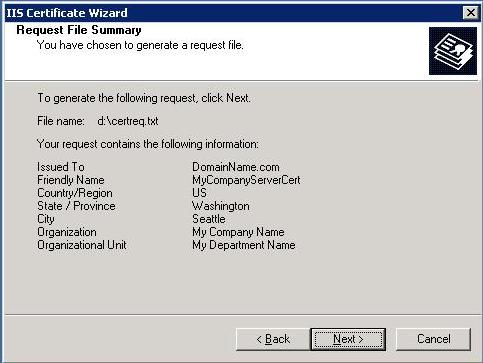 IIS Certificate Wizard
Request File Summary
You have chosen to generate a request file.
To generate the following request, click Next.
File name: d:\certreq.txt
Your request contains the following information:
Issued To DomainName.com
Friendly Name MyCompanyServerCert
Country/Region US
State / Province Washington
City Seattle
Organization My Company Name
Organizational Unit My Department Name
< Back Next > Cancel